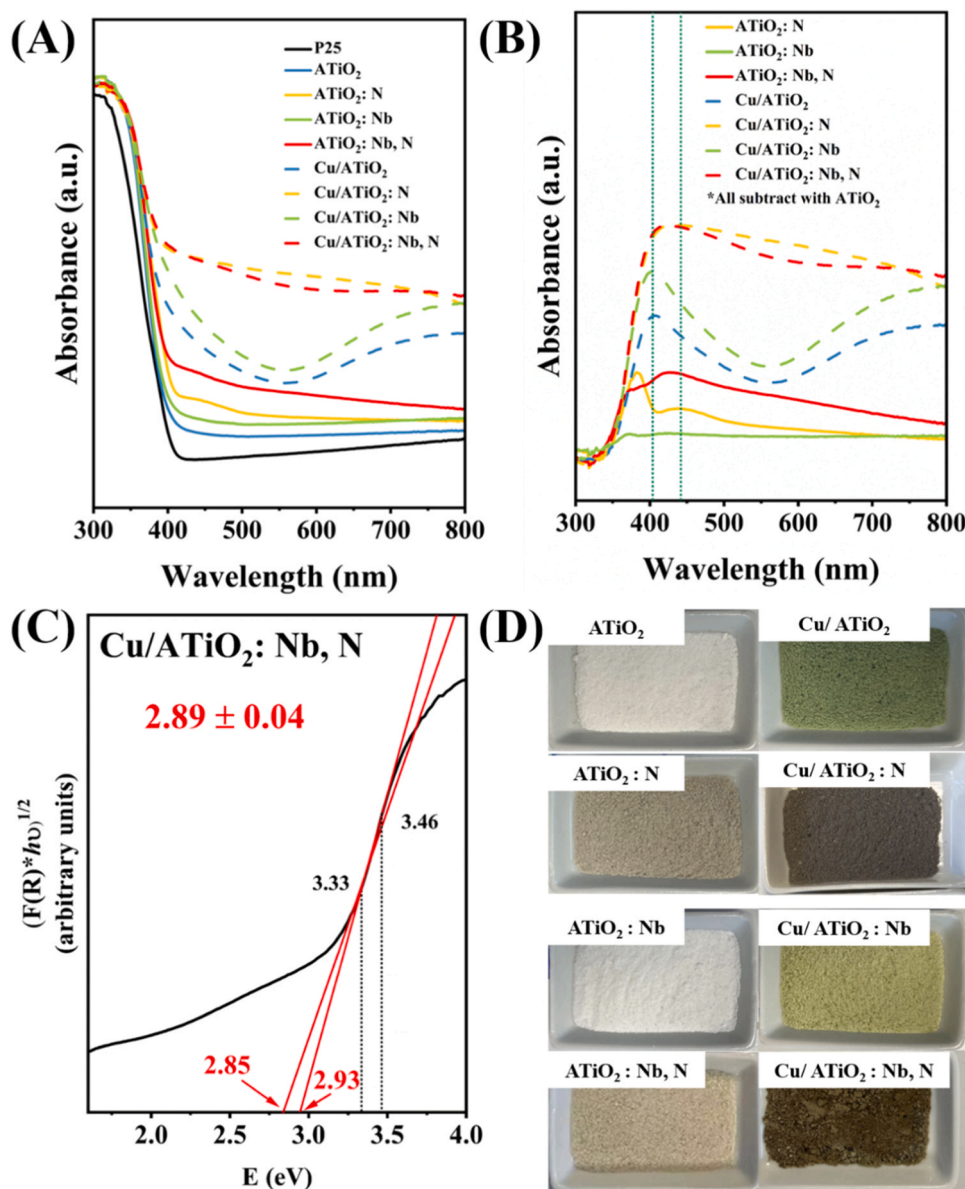 (A)
P25
ATiO₂
ATiO₂: N
ATiO₂: Nb
ATiO₂: Nb, N
Cu/ATiO₂
Cu/ATiO₂: N
Cu/ATiO₂: Nb
Cu/ATiO₂: Nb, N
Absorbance (a.u.)
300 400 500 600 700 800
Wavelength (nm)
(B)
ATiO₂: N
ATiO₂: Nb
ATiO₂: Nb, N
Cu/ATiO₂
Cu/ATiO₂: N
Cu/ATiO₂: Nb
Cu/ATiO₂: Nb, N
*All subtract with ATiO₂
Absorbance (a.u.)
300 400 500 600 700 800
Wavelength (nm)
(C)
Cu/ATiO₂: Nb, N
2.89 ± 0.04
3.46
3.33
2.85
2.93
(F(R)*hυ)^1/2
(arbitrary units)
2.0 2.5 3.0 3.5 4.0
E (eV)
(D)
ATiO₂
Cu/ ATiO₂
ATiO₂ : N
Cu/ ATiO₂ : N
ATiO₂ : Nb
Cu/ ATiO₂ : Nb
ATiO₂ : Nb, N
Cu/ ATiO₂ : Nb, N